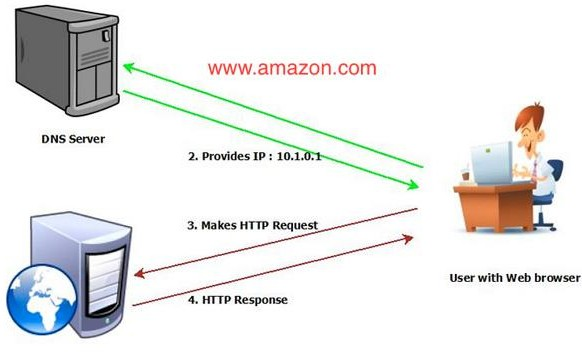 www.amazon.com
DNS Server
2. Provides IP : 10.1.0.1
3. Makes HTTP Request
User with Web browser
4. HTTP Response